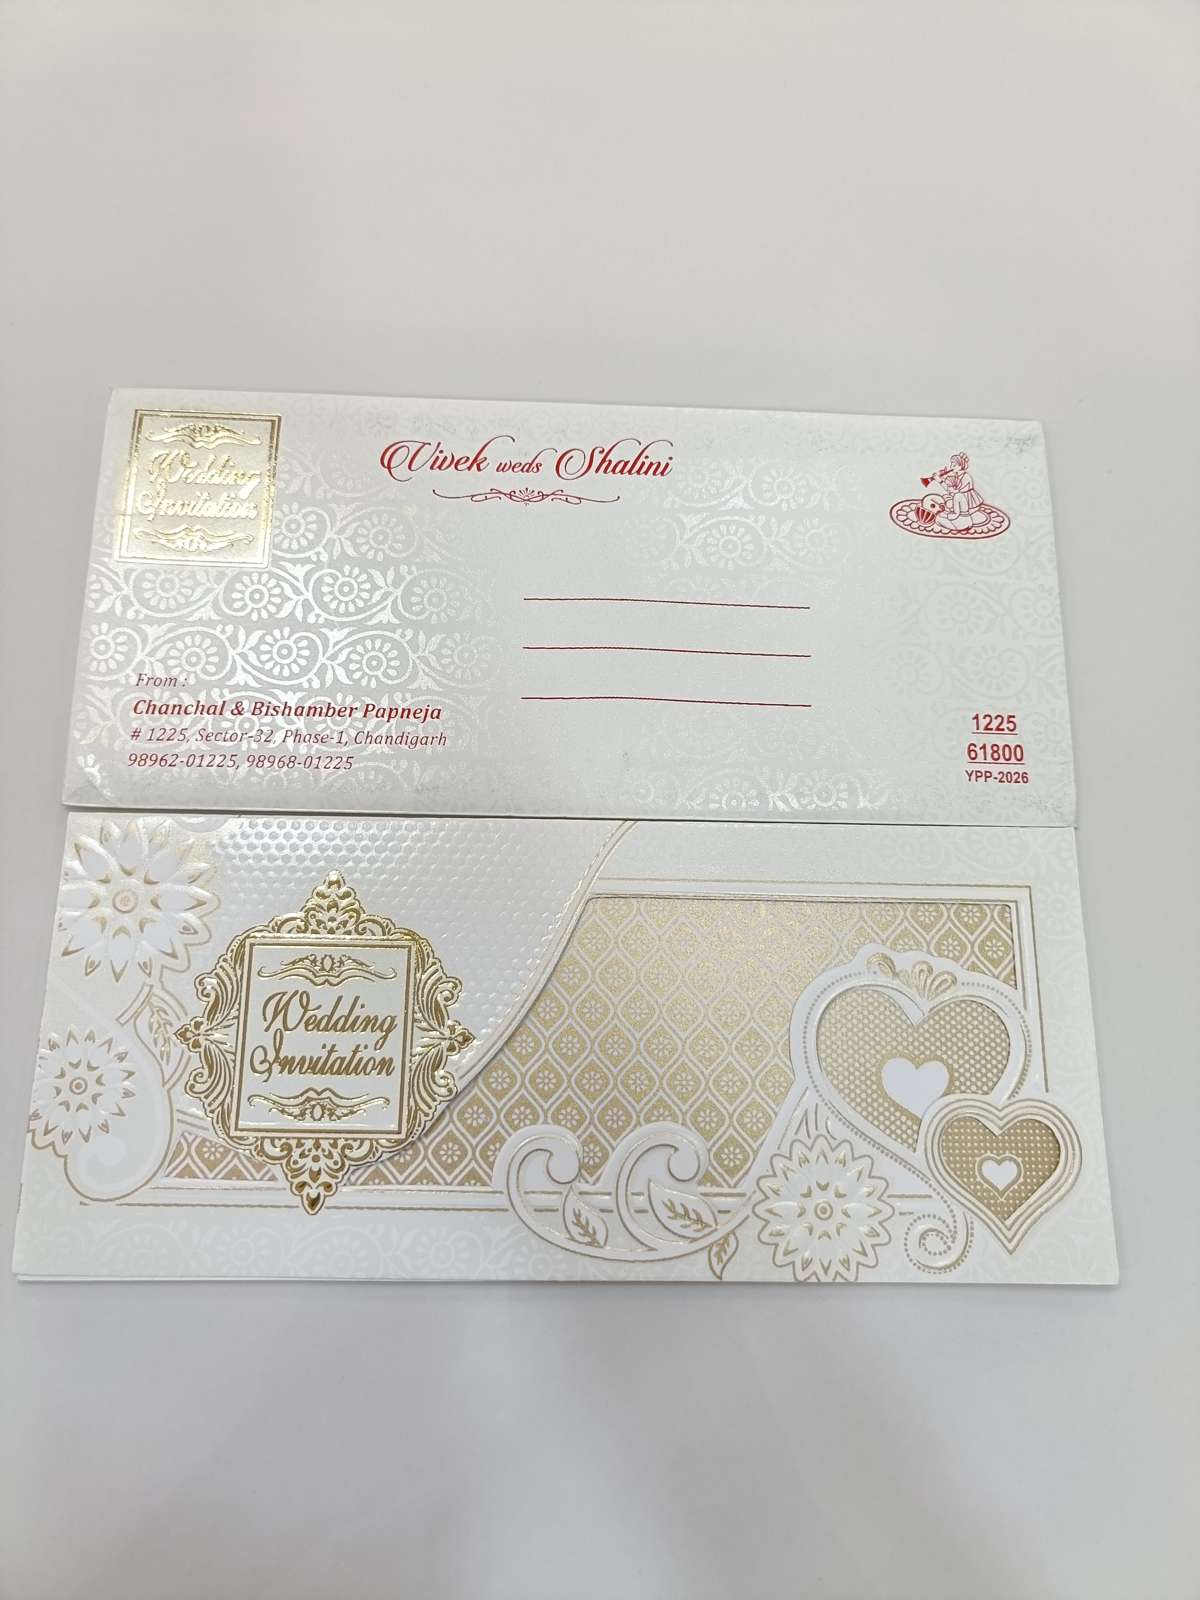 Wedding
Invitation
Vivek weds Shalini
From :
Chanchal & Bishamber Papneja
# 1225, Sector-32, Phase-1, Chandigarh
98962-01225, 98968-01225
1225
61800
YPP-2026
Wedding
Invitation